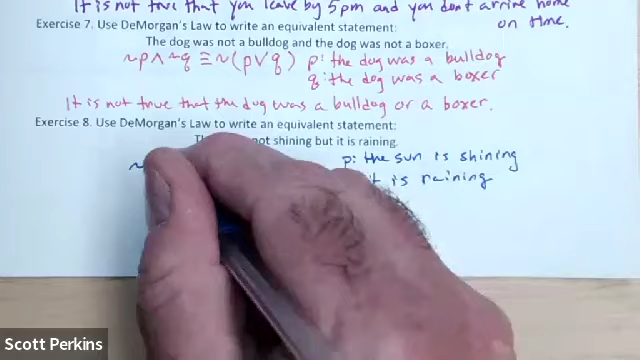 It is not true that you leave by 5pm and you don't arrive home
on time.
Exercise 7. Use DeMorgan's Law to write an equivalent statement:
The dog was not a bulldog and the dog was not a boxer.
~p ∧ ~q ≡ ~(p ∨ q) p: the dog was a bulldog
q: the dog was a boxer
It is not true that the dog was a bulldog or a boxer.
Exercise 8. Use DeMorgan's Law to write an equivalent statement:
not shining but it is raining.
~ p: the sun is shining
it is raining
Scott Perkins